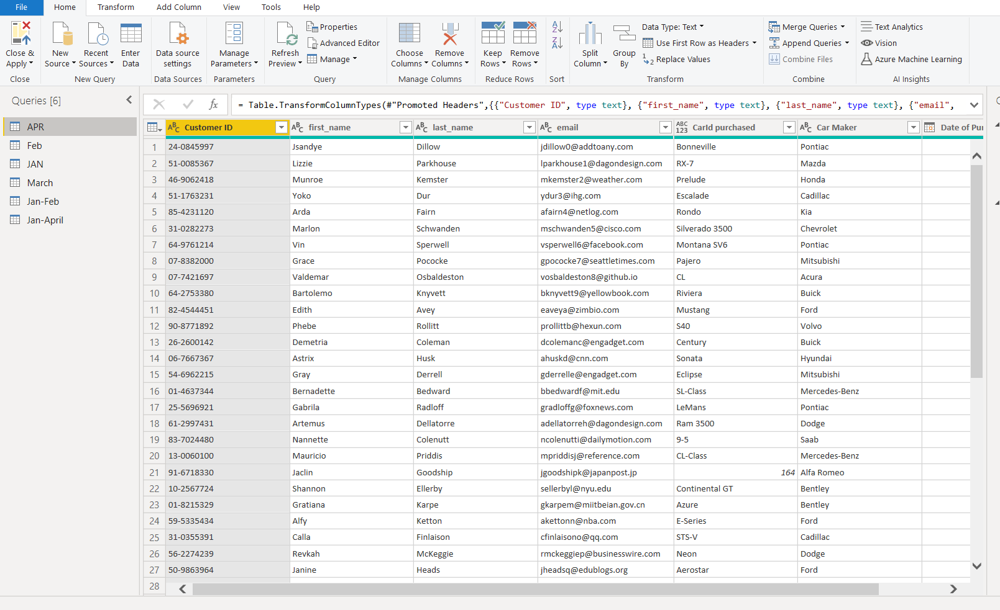 File Home Transform Add Column View Tools Help
Close & Apply
New Source
Recent Sources
Enter Data
Data source settings
Manage Parameters
Refresh Preview
Properties
Advanced Editor
Manage
Choose Columns
Remove Columns
Keep Rows
Remove Rows
Split Column
Group By
Data Type: Text
Use First Row as Headers
Replace Values
Merge Queries
Append Queries
Combine Files
Text Analytics
Vision
Azure Machine Learning
Close New Query Data Sources Parameters Query Manage Columns Reduce Rows Sort Transform Combine AI Insights
Queries [6]
APR
Feb
JAN
March
Jan-Feb
Jan-April
fx = Table.TransformColumnTypes(#"Promoted Headers",{{"Customer ID", type text}, {"first_name", type text}, {"last_name", type text}, {"email",
ABC Customer ID ABC first_name ABC last_name ABC email ABC 123 CarId purchased ABC Car Maker Date of Pur
1 24-0845997 Jsandye Dillow jdillow0@addtoany.com Bonneville Pontiac
2 51-0085367 Lizzie Parkhouse lparkhouse1@dagondesign.com RX-7 Mazda
3 46-9062418 Munroe Kemster mkemster2@weather.com Prelude Honda
4 51-1763231 Yoko Dur ydur3@ihg.com Escalade Cadillac
5 85-4231120 Arda Fairn afairn4@netlog.com Rondo Kia
6 31-0282273 Marlon Schwanden mschwanden5@cisco.com Silverado 3500 Chevrolet
7 64-9761214 Vin Sperwell vsperwell6@facebook.com Montana SV6 Pontiac
8 07-8382000 Grace Pococke gpococke7@seattletimes.com Pajero Mitsubishi
9 07-7421697 Valdemar Osbaldeston vosbaldeston8@github.io CL Acura
10 64-2753380 Bartolemo Knyvett bknyvett9@yellowbook.com Riviera Buick
11 82-4544451 Edith Avey eaveya@zimbio.com Mustang Ford
12 90-8771892 Phebe Rollitt prollittb@hexun.com S40 Volvo
13 26-2600142 Demetria Coleman dcolemanc@engadget.com Century Buick
14 06-7667367 Astrix Husk ahuskd@cnn.com Sonata Hyundai
15 54-6962215 Gray Derrell gderrelle@engadget.com Eclipse Mitsubishi
16 01-4637344 Bernadette Bedward bbedwardf@mit.edu SL-Class Mercedes-Benz
17 25-5696921 Gabrila Radloff gradloffg@foxnews.com LeMans Pontiac
18 61-2997431 Artemus Dellatorre adellatorreh@dagondesign.com Ram 3500 Dodge
19 83-7024480 Nannette Colenutt ncolenutti@dailymotion.com 9-5 Saab
20 13-0060100 Mauricio Priddis mpriddisj@reference.com CL-Class Mercedes-Benz
21 91-6718330 Jaclin Goodship jgoodshipk@japanpost.jp 164 Alfa Romeo
22 10-2567724 Shannon Ellerby sellerbyl@nyu.edu Continental GT Bentley
23 01-8215329 Gratiana Karpe gkarpem@miitbeian.gov.cn Azure Bentley
24 59-5335434 Alfy Ketton akettonn@nba.com E-Series Ford
25 31-0355391 Calla Finlaison cfinlaisono@qq.com STS-V Cadillac
26 56-2274239 Revkah McKeggie rmckeggiep@businesswire.com Neon Dodge
27 50-9863964 Janine Heads jheadsq@edublogs.org Aerostar Ford
28